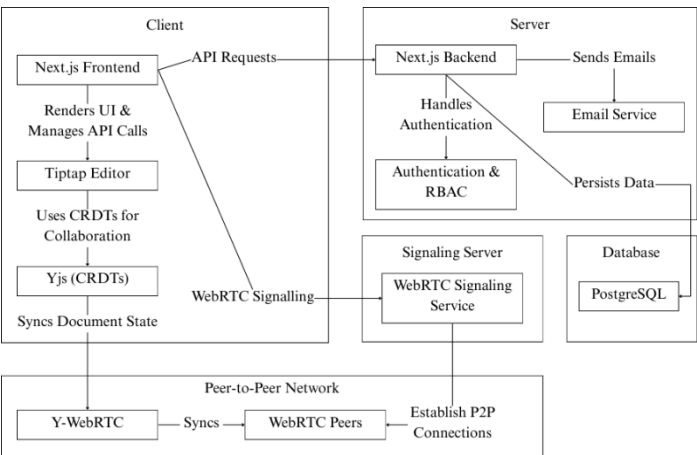 Client
Next.js Frontend
Renders UI &
Manages API Calls
Tiptap Editor
Uses CRDTs for
Collaboration
Yjs (CRDTs)
Syncs Document State
API Requests
WebRTC Signalling
Server
Next.js Backend
Sends Emails
Email Service
Handles
Authentication
Authentication &
RBAC
Persists Data
Signaling Server
WebRTC Signaling
Service
Database
PostgreSQL
Peer-to-Peer Network
Y-WebRTC
Syncs
WebRTC Peers
Establish P2P
Connections